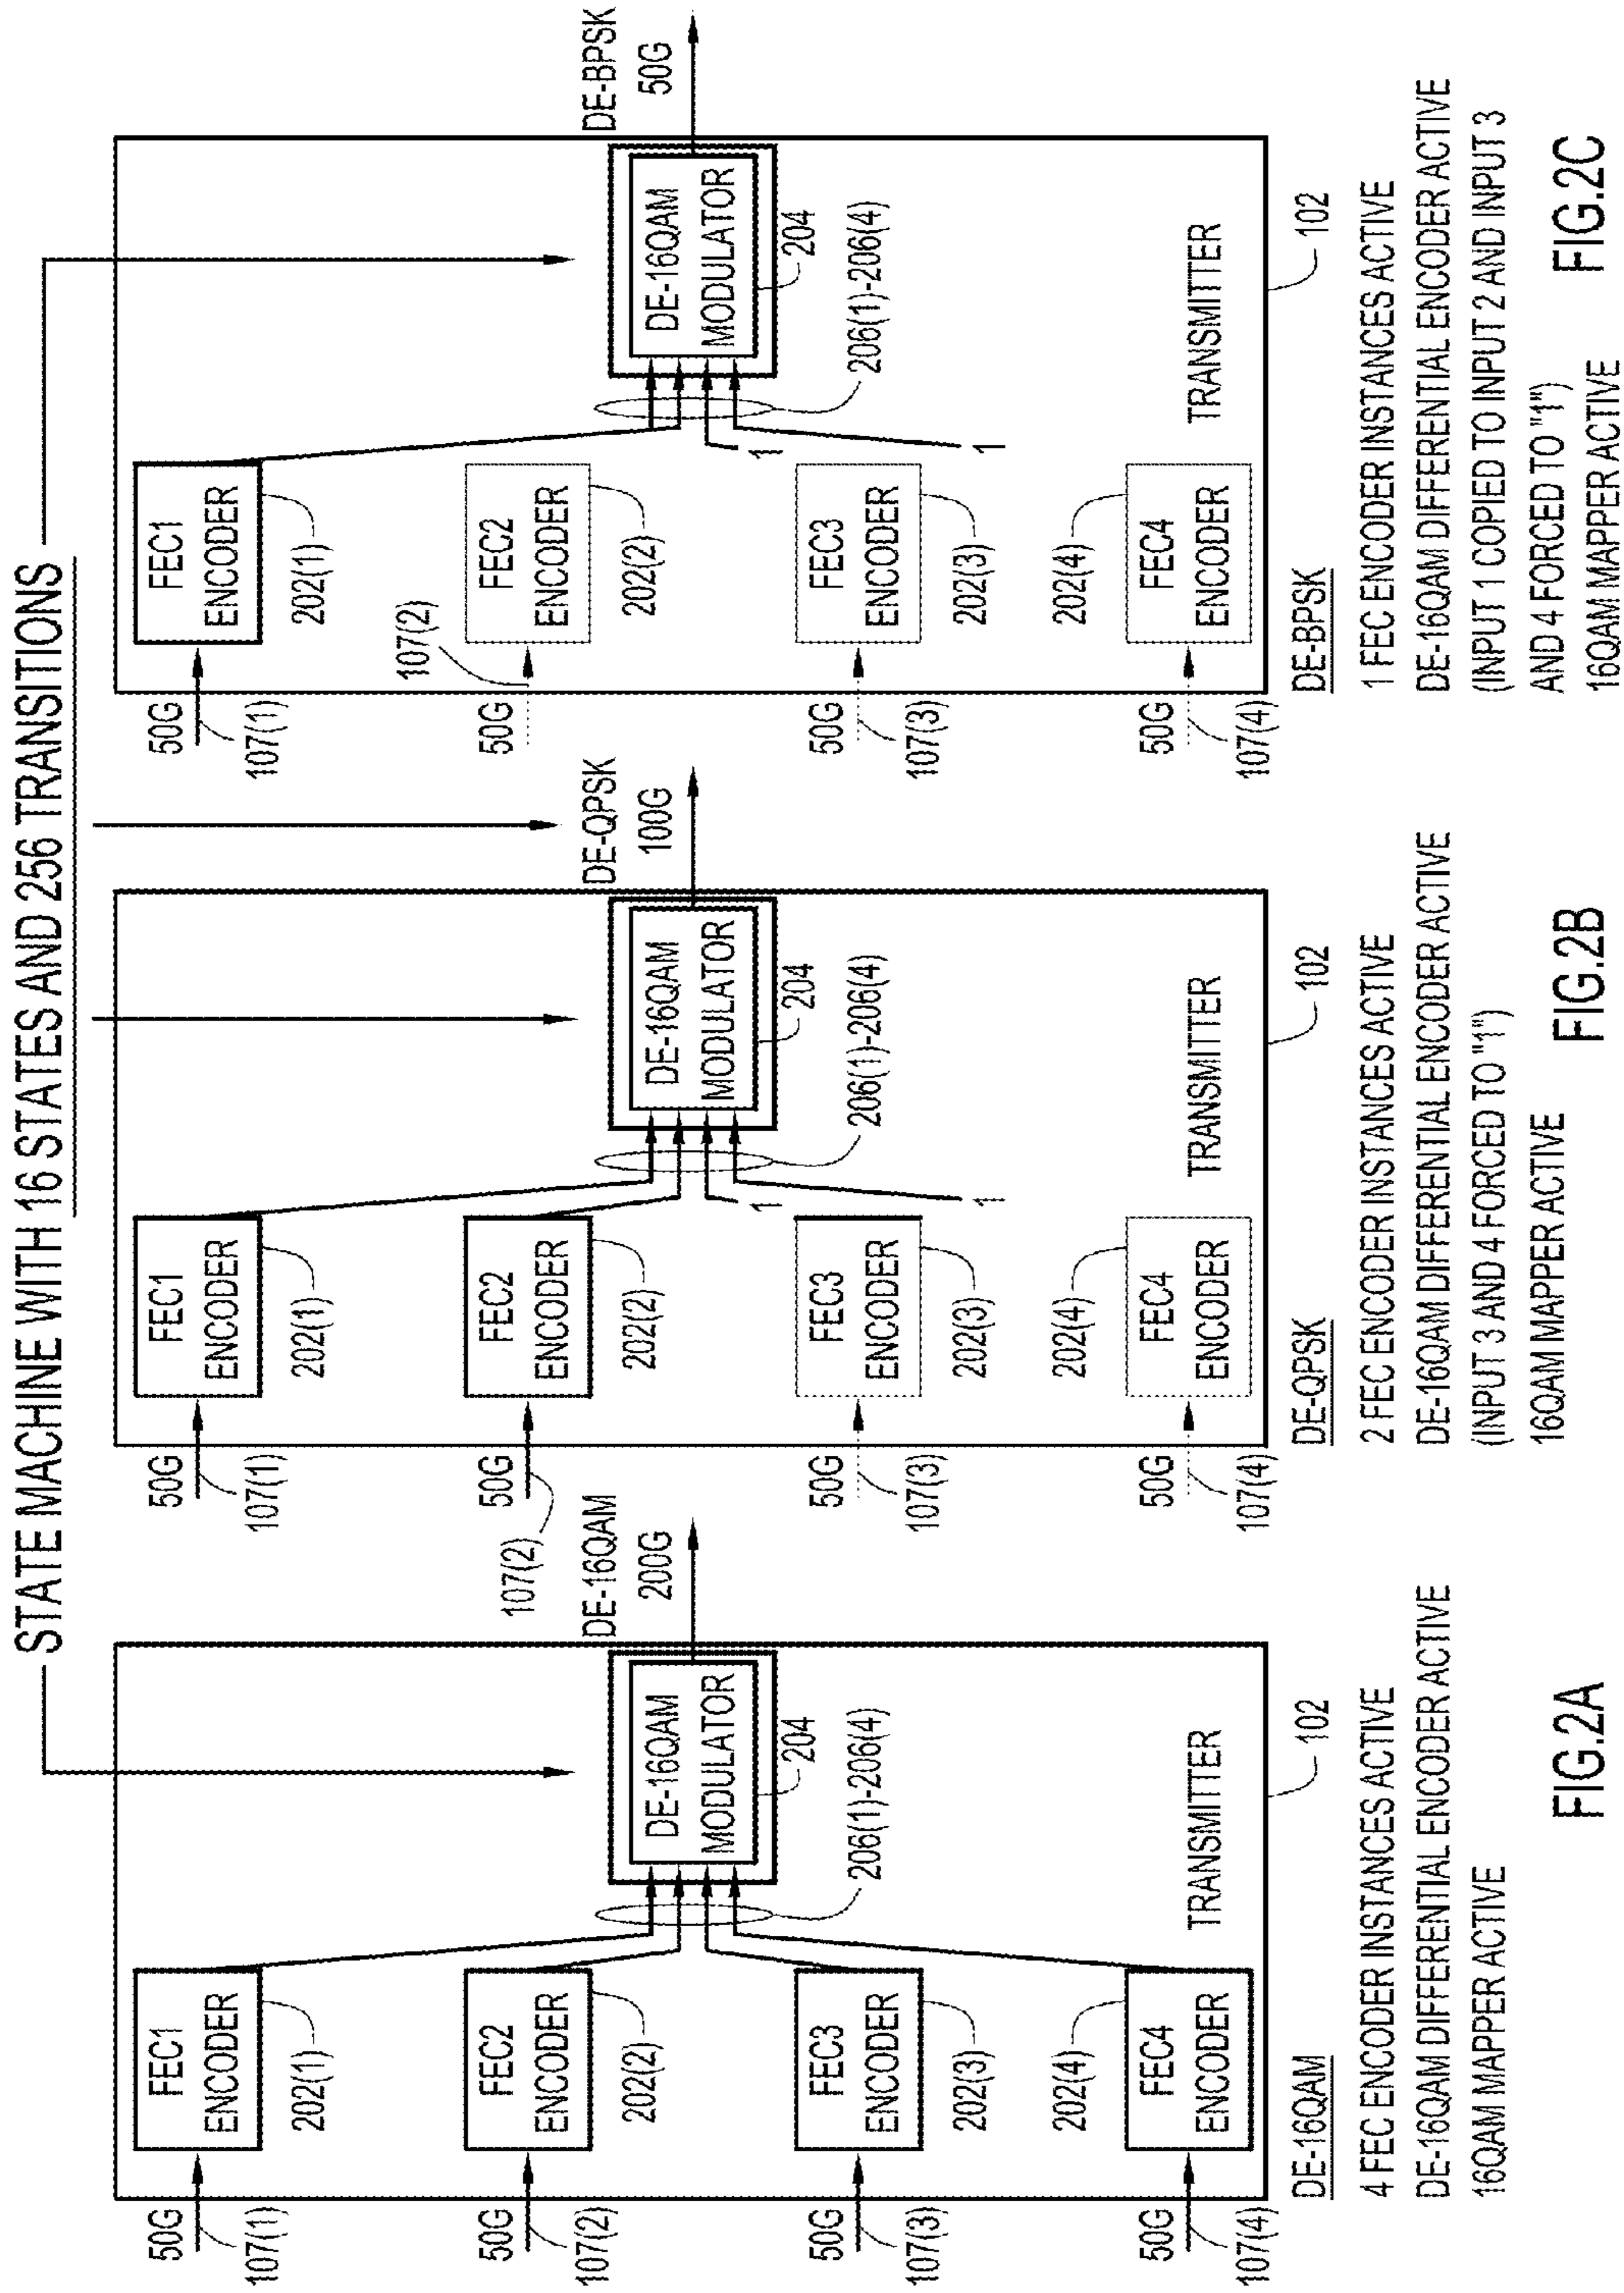 STATE MACHINE WITH 16 STATES AND 256 TRANSITIONS
50G
107(1)
FEC1
ENCODER
202(1)
50G
107(2)
FEC2
ENCODER
202(2)
50G
107(3)
FEC3
ENCODER
202(3)
50G
107(4)
FEC4
ENCODER
202(4)
206(1)-206(4)
DE-16QAM
MODULATOR
204
DE-16QAM
200G
TRANSMITTER
102
DE-16QAM
4 FEC ENCODER INSTANCES ACTIVE
DE-16QAM DIFFERENTIAL ENCODER ACTIVE
16QAM MAPPER ACTIVE
FIG.2A
50G
107(1)
FEC1
ENCODER
202(1)
50G
107(2)
FEC2
ENCODER
202(2)
50G
107(3)
FEC3
ENCODER
202(3)
50G
107(4)
FEC4
ENCODER
202(4)
1
1
206(1)-206(4)
DE-16QAM
MODULATOR
204
DE-QPSK
100G
TRANSMITTER
102
DE-QPSK
2 FEC ENCODER INSTANCES ACTIVE
DE-16QAM DIFFERENTIAL ENCODER ACTIVE
(INPUT 3 AND 4 FORCED TO "1")
16QAM MAPPER ACTIVE
FIG.2B
50G
107(1)
FEC1
ENCODER
202(1)
50G
107(2)
FEC2
ENCODER
202(2)
50G
107(3)
FEC3
ENCODER
202(3)
50G
107(4)
FEC4
ENCODER
202(4)
1
1
206(1)-206(4)
DE-16QAM
MODULATOR
204
DE-BPSK
50G
TRANSMITTER
102
DE-BPSK
1 FEC ENCODER INSTANCES ACTIVE
DE-16QAM DIFFERENTIAL ENCODER ACTIVE
(INPUT 1 COPIED TO INPUT 2 AND INPUT 3
AND 4 FORCED TO "1")
16QAM MAPPER ACTIVE
FIG.2C